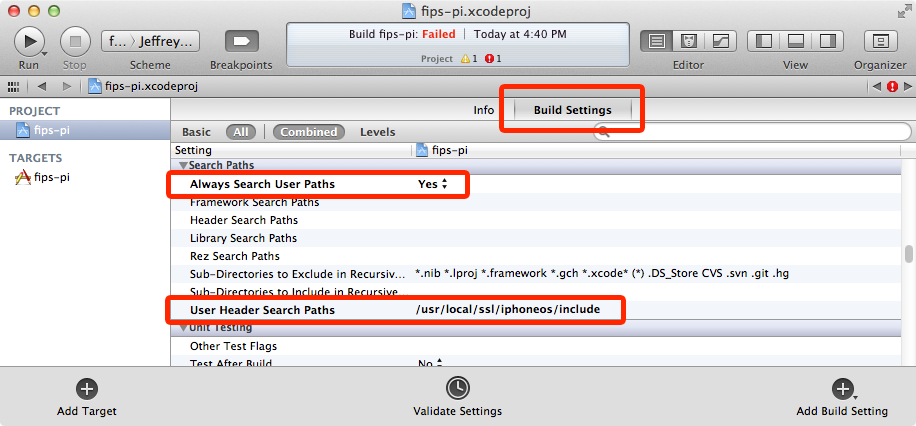 fips-pi.xcodeproj
Build fips-pi: Failed | Today at 4:40 PM
Project 1 1
f... Jeffrey...
Run Stop Scheme Breakpoints Editor View Organizer
fips-pi.xcodeproj
PROJECT
fips-pi
TARGETS
fips-pi
Info Build Settings
Basic All Combined Levels
Setting fips-pi
Search Paths
Always Search User Paths Yes
Framework Search Paths
Header Search Paths
Library Search Paths
Rez Search Paths
Sub-Directories to Exclude in Recursiv... *.nib *.lproj *.framework *.gch *.xcode* (*) .DS_Store CVS .svn .git .hg
Sub-Directories to Include in Recursive
User Header Search Paths /usr/local/ssl/iphoneos/include
Unit Testing
Other Test Flags
Test After Build No
Add Target Validate Settings Add Build Setting